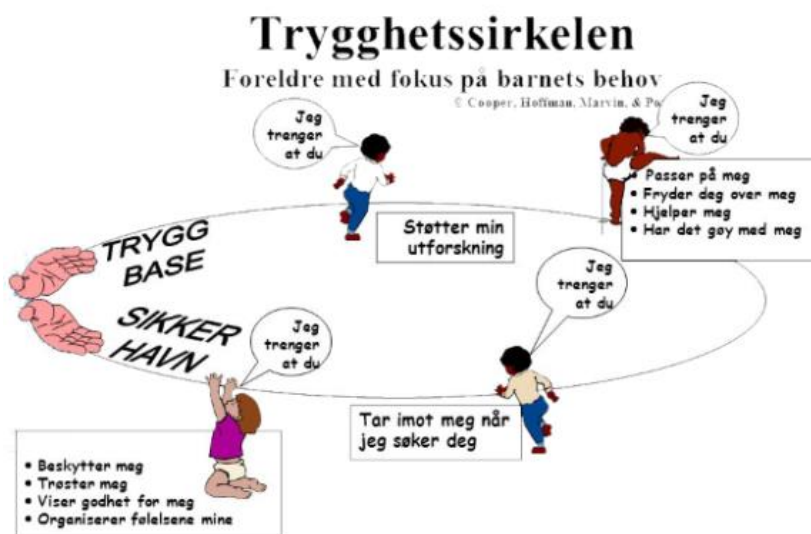 Trygghetssirkelen
Foreldre med fokus på barnets behov
© Cooper, Hoffman, Marvin, & Po
Jeg
trenger
at du
Jeg
trenger
at du
• Passer på meg
• Fryder deg over meg
• Hjelper meg
• Har det gøy med meg
Støtter min
utforskning
TRYGG
BASE
SIKKER
HAVN
Jeg
trenger
at du
Jeg
trenger
at du
Tar imot meg når
jeg søker deg
• Beskytter meg
• Trøster meg
• Viser godhet for meg
• Organiserer følelsene mine